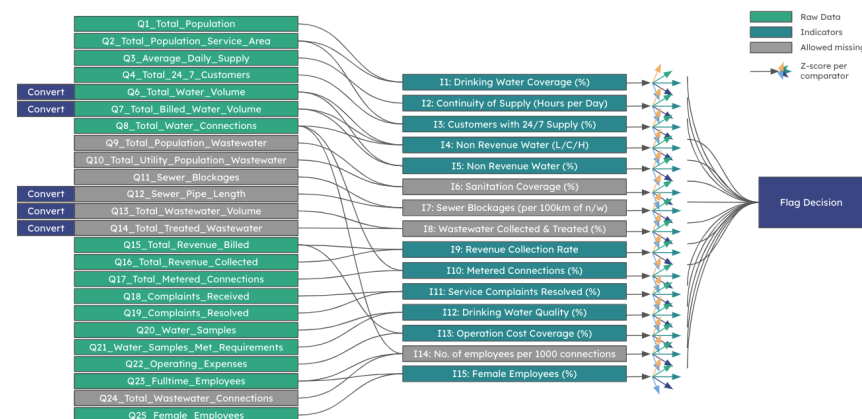 Q1_Total_Population
Q2_Total_Population_Service_Area
Q3_Average_Daily_Supply
Q4_Total_24_7_Customers
Convert
Q6_Total_Water_Volume
Convert
Q7_Total_Billed_Water_Volume
Q8_Total_Water_Connections
Q9_Total_Population_Wastewater
Q10_Total_Utility_Population_Wastewater
Q11_Sewer_Blockages
Convert
Q12_Sewer_Pipe_Length
Convert
Q13_Total_Wastewater_Volume
Convert
Q14_Total_Treated_Wastewater
Q15_Total_Revenue_Billed
Q16_Total_Revenue_Collected
Q17_Total_Metered_Connections
Q18_Complaints_Received
Q19_Complaints_Resolved
Q20_Water_Samples
Q21_Water_Samples_Met_Requirements
Q22_Operating_Expenses
Q23_Fulltime_Employees
Q24_Total_Wastewater_Connections
Q25_Female_Employees
I1: Drinking Water Coverage (%)
I2: Continuity of Supply (Hours per Day)
I3: Customers with 24/7 Supply (%)
I4: Non Revenue Water (L/C/H)
I5: Non Revenue Water (%)
I6: Sanitation Coverage (%)
I7: Sewer Blockages (per 100km of n/w)
I8: Wastewater Collected & Treated (%)
I9: Revenue Collection Rate
I10: Metered Connections (%)
I11: Service Complaints Resolved (%)
I12: Drinking Water Quality (%)
I13: Operation Cost Coverage (%)
I14: No. of employees per 1000 connections
I15: Female Employees (%)
Flag Decision
Raw Data
Indicators
Allowed missing
Z-score per
comparator